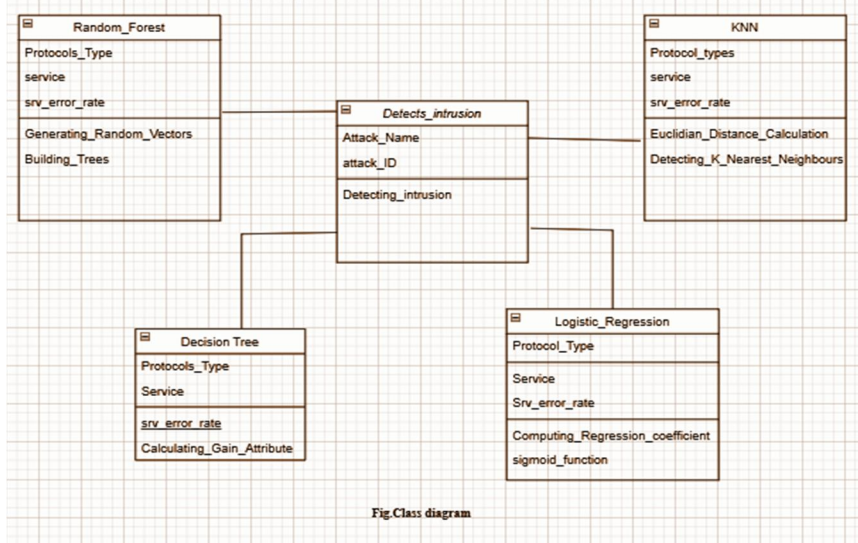 Random_Forest
Protocols_Type
service
srv_error_rate
Generating_Random_Vectors
Building_Trees
KNN
Protocol_types
service
srv_error_rate
Euclidian_Distance_Calculation
Detecting_K_Nearest_Neighbours
Detects_intrusion
Attack_Name
attack_ID
Detecting_intrusion
Decision Tree
Protocols_Type
Service
srv_error_rate
Calculating_Gain_Attribute
Logistic_Regression
Protocol_Type
Service
Srv_error_rate
Computing_Regression_coefficient
sigmoid_function
Fig.Class diagram